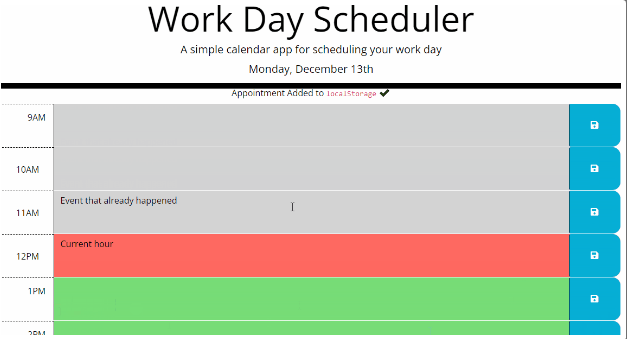 Work Day Scheduler
A simple calendar app for scheduling your work day
Monday, December 13th
Appointment Added to localStorage ✔
9AM
10AM
11AM Event that already happened
12PM Current hour
1PM
2PM